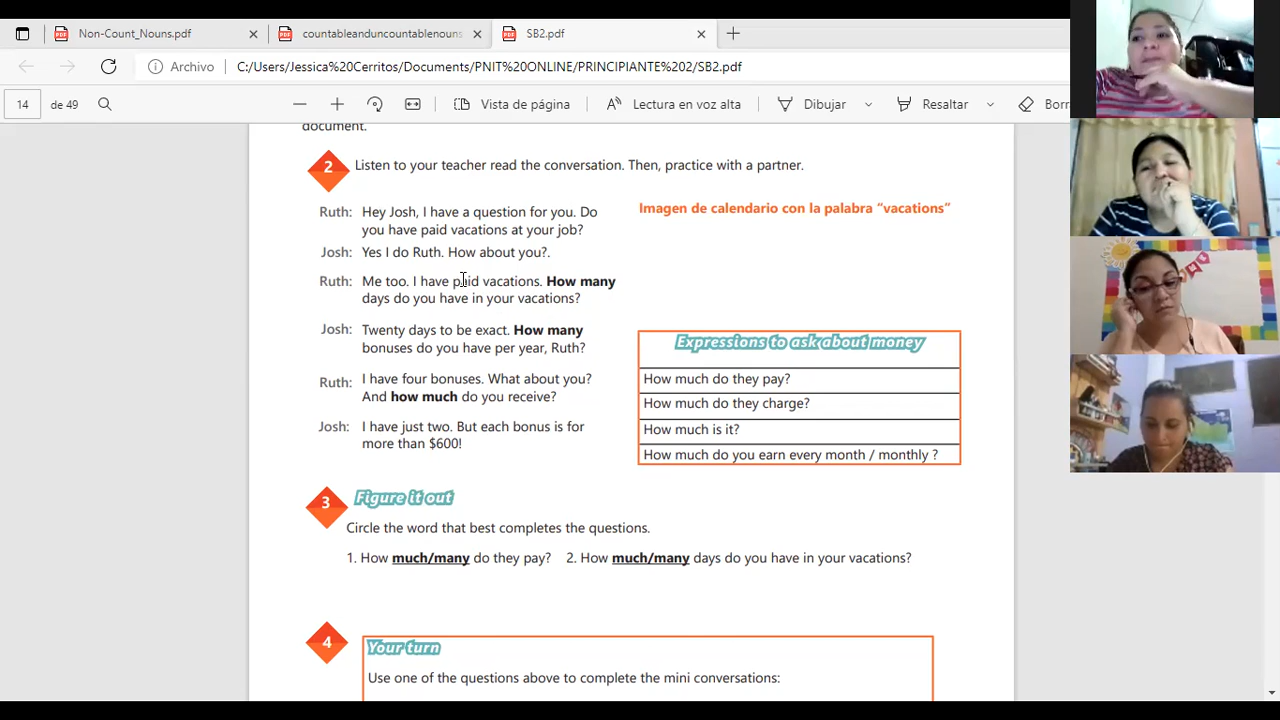 Non-Count_Nouns.pdf
countableanduncountablenouns
SB2.pdf
Archivo
C:/Users/Jessica%20Cerritos/Documents/PNIT%20ONLINE/PRINCIPIANTE%202/SB2.pdf
14 de 49
Vista de página
Lectura en voz alta
Dibujar
Resaltar
Borr
document.
2 Listen to your teacher read the conversation. Then, practice with a partner.
Ruth: Hey Josh, I have a question for you. Do
you have paid vacations at your job?
Josh: Yes I do Ruth. How about you?.
Ruth: Me too. I have paid vacations. How many
days do you have in your vacations?
Josh: Twenty days to be exact. How many
bonuses do you have per year, Ruth?
Ruth: I have four bonuses. What about you?
And how much do you receive?
Josh: I have just two. But each bonus is for
more than $600!
Imagen de calendario con la palabra “vacations”
Expressions to ask about money
How much do they pay?
How much do they charge?
How much is it?
How much do you earn every month / monthly ?
3 Figure it out
Circle the word that best completes the questions.
1. How much/many do they pay? 2. How much/many days do you have in your vacations?
4 Your turn
Use one of the questions above to complete the mini conversations: